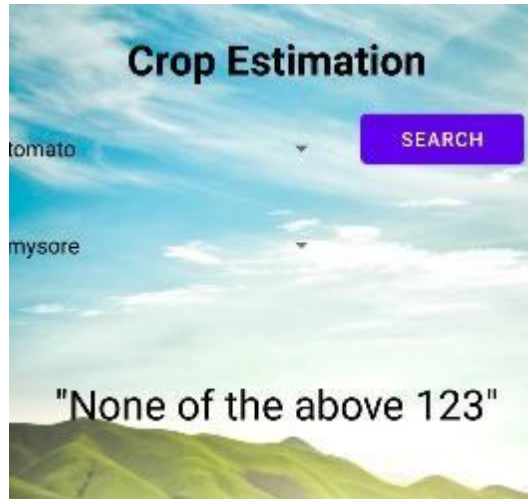 Crop Estimation
tomato
SEARCH
mysore
"None of the above 123"